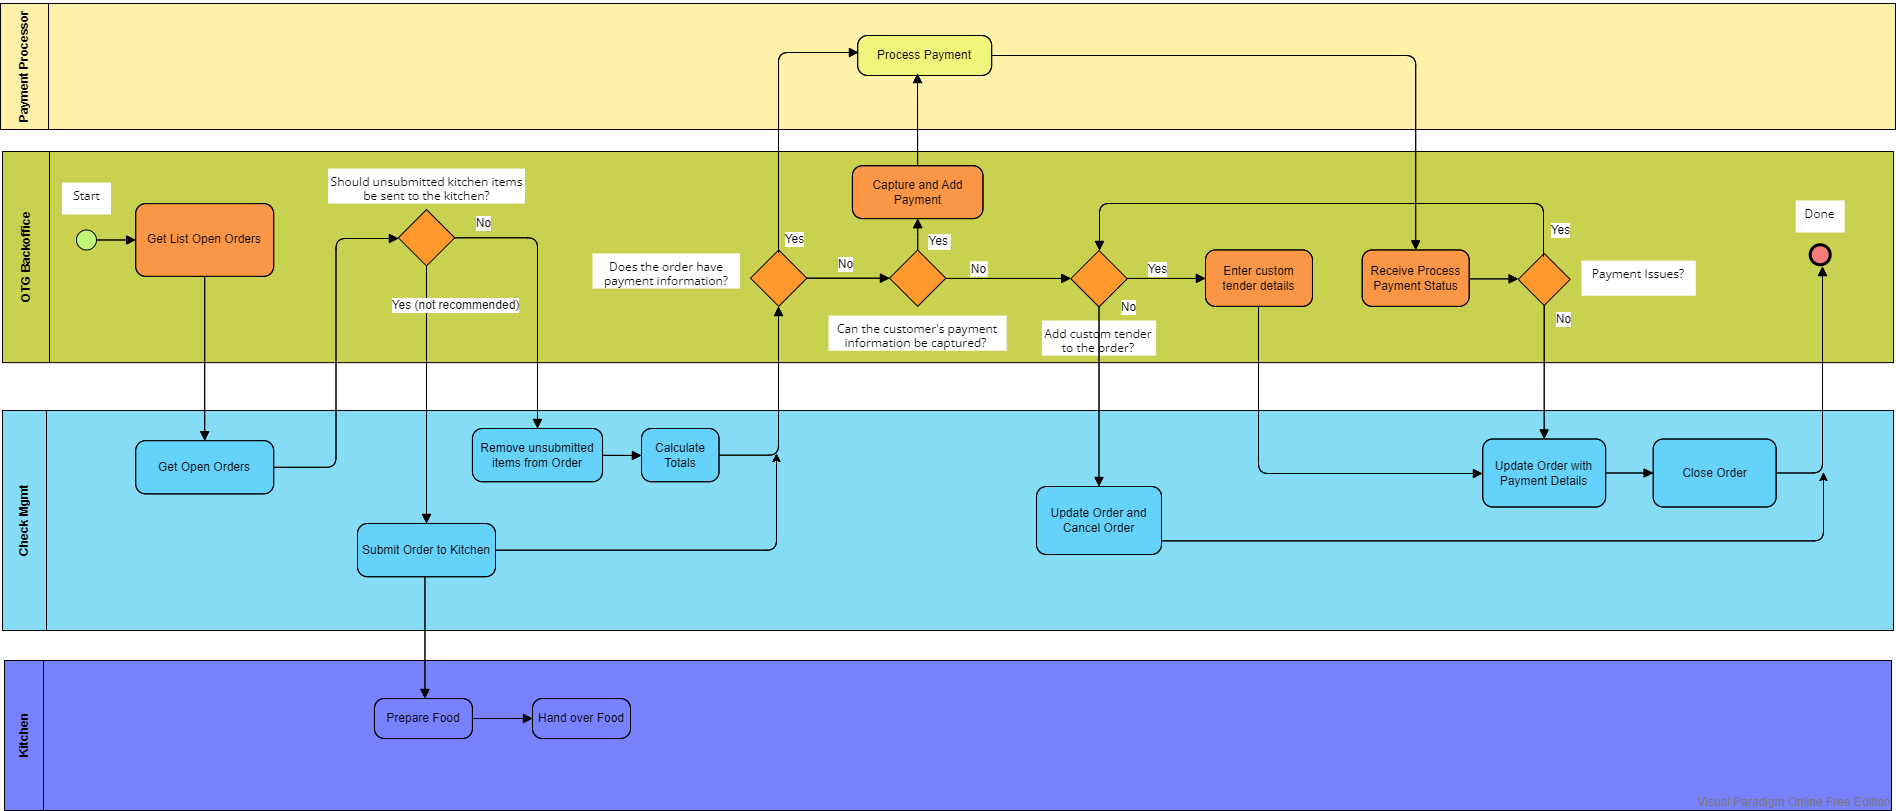 Payment Processor
Process Payment
OTG Backoffice
Start
Get List Open Orders
Should unsubmitted kitchen items
be sent to the kitchen?
No
Yes (not recommended)
Does the order have
payment information?
Yes
No
Capture and Add
Payment
Yes
No
Can the customer's payment
information be captured?
Yes
No
Add custom tender
to the order?
Enter custom
tender details
Receive Process
Payment Status
Yes
No
Payment Issues?
Done
Check Mgmt
Get Open Orders
Remove unsubmitted
items from Order
Calculate
Totals
Submit Order to Kitchen
Update Order and
Cancel Order
Update Order with
Payment Details
Close Order
Kitchen
Prepare Food
Hand over Food
Visual Paradigm Online Free Edition